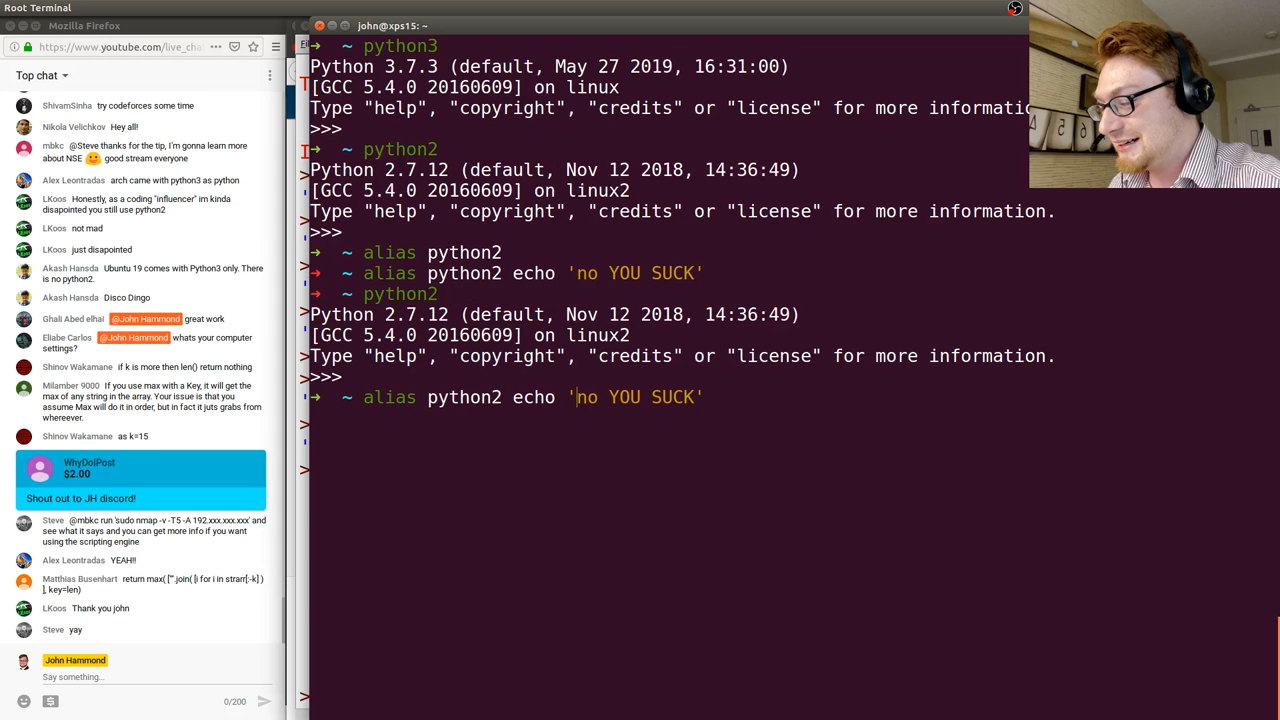 Root Terminal
Mozilla Firefox
https://www.youtube.com/live_cha
Top chat
ShivamSinha try codeforces some time
Nikola Velichkov Hey all!
mbkc @Steve thanks for the tip, I'm gonna learn more
about NSE good stream everyone
Alex Leontradas arch came with python3 as python
LKoos Honestly, as a coding "influencer" im kinda
disapointed you still use python2
LKoos not mad
LKoos just disapointed
Akash Hansda Ubuntu 19 comes with Python3 only. There
is no python2.
Akash Hansda Disco Dingo
Ghali Abed elhai @John Hammond great work
Eliabe Carlos @John Hammond whats your computer
settings?
Shinov Wakamane if k is more then len() return nothing
Milamber 9000 If you use max with a Key, it will get the
max of any string in the array. Your issue is that you
assume Max will do it in order, but in fact it juts grabs from
whereever.
Shinov Wakamane as k=15
WhyDoIPost
$2.00
Shout out to JH discord!
Steve @mbkc run 'sudo nmap -v -T5 -A 192.xxx.xxx.xxx' and
see what it says and you can get more info if you want
using the scripting engine
Alex Leontradas YEAH!!
Matthias Busenhart return max( ["".join( [i for i in strarr[:-k] )
], key=len)
LKoos Thank you john
Steve yay
John Hammond
Say something...
0/200
john@xps15: ~
➜ ~ python3
Python 3.7.3 (default, May 27 2019, 16:31:00)
[GCC 5.4.0 20160609] on linux
Type "help", "copyright", "credits" or "license" for more informatio
>>>
➜ ~ python2
Python 2.7.12 (default, Nov 12 2018, 14:36:49)
[GCC 5.4.0 20160609] on linux2
Type "help", "copyright", "credits" or "license" for more information.
>>>
➜ ~ alias python2
➜ ~ alias python2 echo 'no YOU SUCK'
➜ ~ python2
Python 2.7.12 (default, Nov 12 2018, 14:36:49)
[GCC 5.4.0 20160609] on linux2
Type "help", "copyright", "credits" or "license" for more information.
>>>
➜ ~ alias python2 echo 'no YOU SUCK'